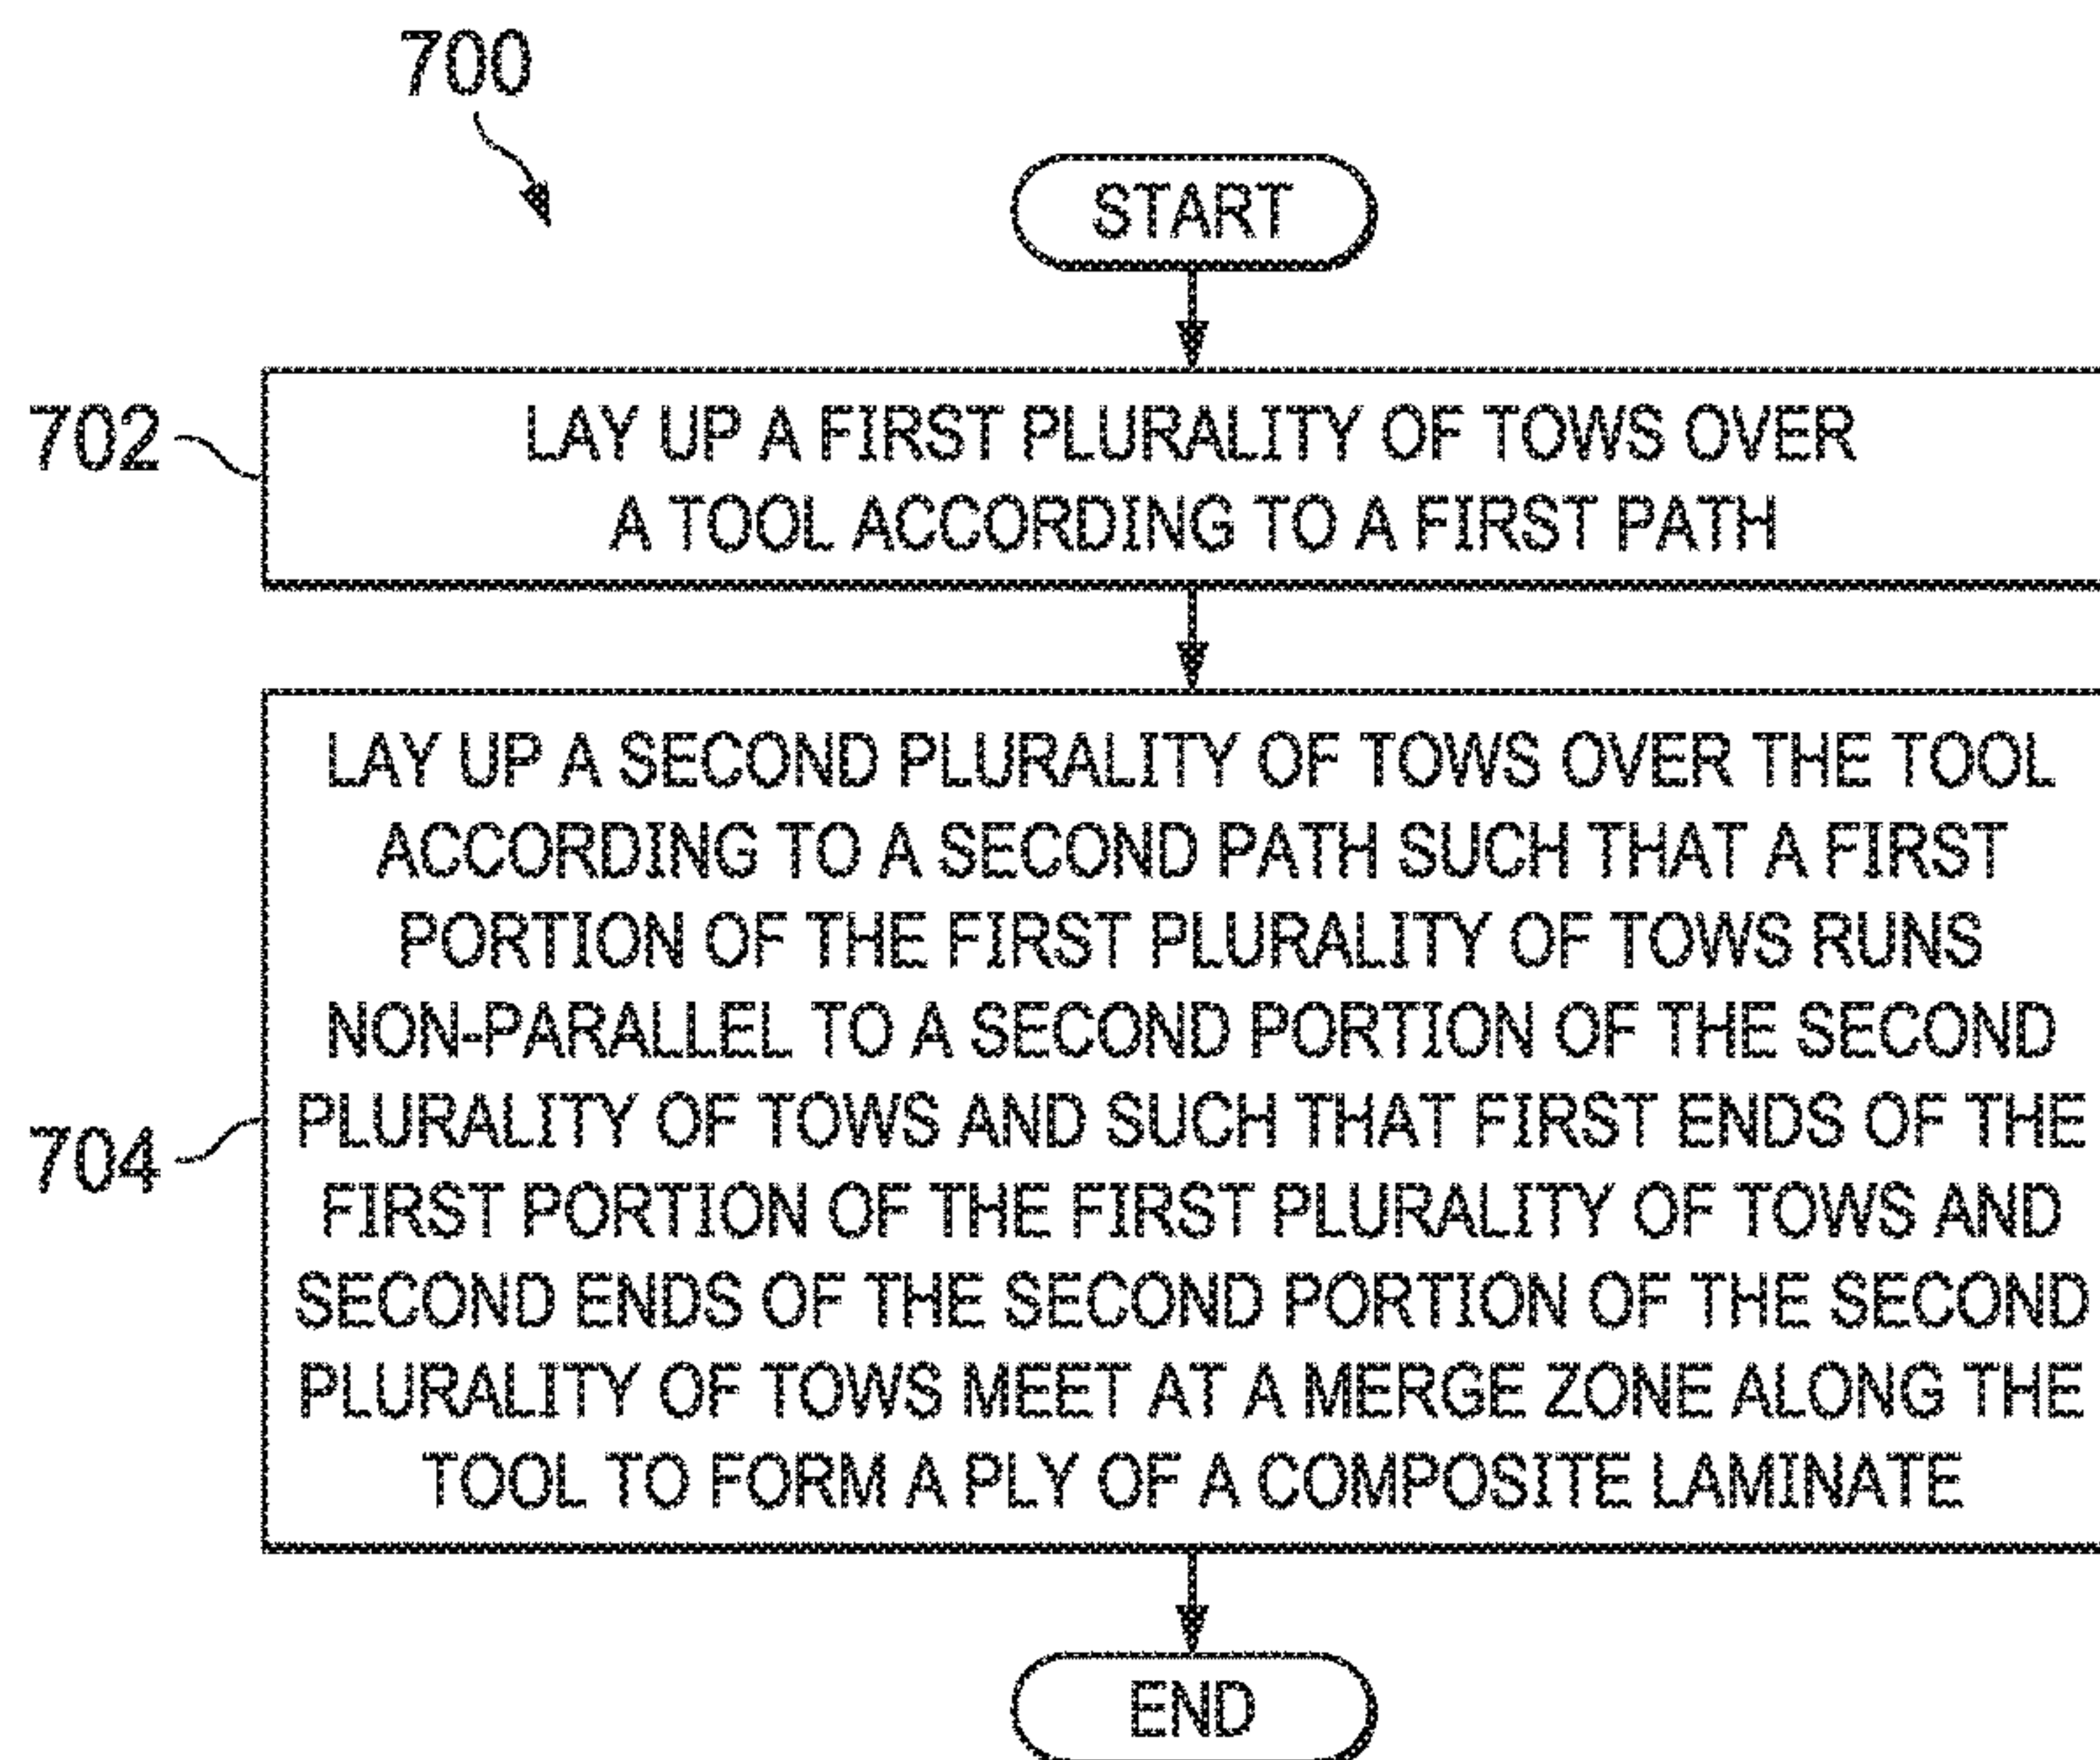 700
START
702
LAY UP A FIRST PLURALITY OF TOWS OVER
A TOOL ACCORDING TO A FIRST PATH
LAY UP A SECOND PLURALITY OF TOWS OVER THE TOOL
ACCORDING TO A SECOND PATH SUCH THAT A FIRST
PORTION OF THE FIRST PLURALITY OF TOWS RUNS
NON-PARALLEL TO A SECOND PORTION OF THE SECOND
PLURALITY OF TOWS AND SUCH THAT FIRST ENDS OF THE
704
FIRST PORTION OF THE FIRST PLURALITY OF TOWS AND
SECOND ENDS OF THE SECOND PORTION OF THE SECOND
PLURALITY OF TOWS MEET AT A MERGE ZONE ALONG THE
TOOL TO FORM A PLY OF A COMPOSITE LAMINATE
END